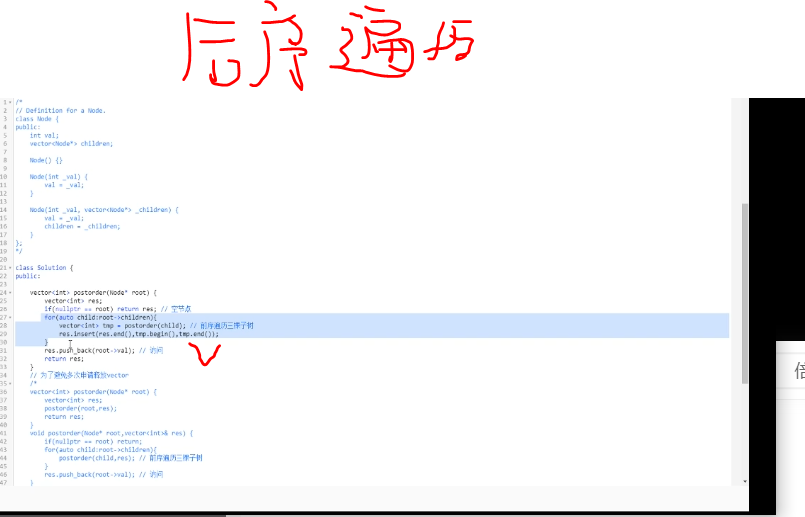 后序遍历
1 /*
2 // Definition for a Node.
3 class Node {
4 public:
5 int val;
6 vector<Node*> children;
7
8 Node() {}
9
10 Node(int _val) {
11 val = _val;
12 }
13
14 Node(int _val, vector<Node*> _children) {
15 val = _val;
16 children = _children;
17 }
18 };
19 */
20
21 class Solution {
22 public:
23
24 vector<int> postorder(Node* root) {
25 vector<int> res;
26 if(nullptr == root) return res; // 空节点
27 for(auto child:root->children){
28 vector<int> tmp = postorder(child); // 前序遍历三棵子树
29 res.insert(res.end(),tmp.begin(),tmp.end());
30 }
31 res.push_back(root->val); // 访问
32 return res;
33 }
34 // 为了避免多次申请释放vector
35 /*
36 vector<int> postorder(Node* root) {
37 vector<int> res;
38 postorder(root,res);
39 return res;
40 }
41 void postorder(Node* root,vector<int>& res) {
42 if(nullptr == root) return;
43 for(auto child:root->children){
44 postorder(child,res); // 前序遍历三棵子树
45 }
46 res.push_back(root->val); // 访问
47 }